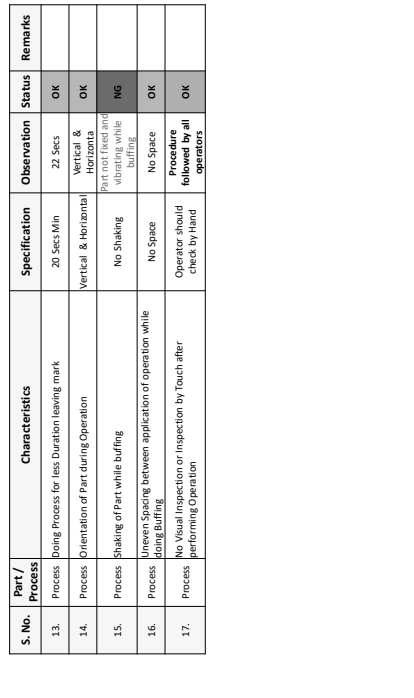 S. No. Part / Process Characteristics Specification Observation Status Remarks
13. Process Doing Process for less Duration leaving mark 20 Secs Min 22 Secs OK
14. Process Orientation of Part during Operation Vertical & Horizontal Vertical & Horizonta OK
15. Process Shaking of Part while buffing No Shaking Part not fixed and vibrating while buffing NG
16. Process Uneven Spacing between application of operation while doing Buffing No Space No Space OK
17. Process No Visual Inspection or Inspection by Touch after performing Operation Operator should check by Hand Procedure followed by all operators OK